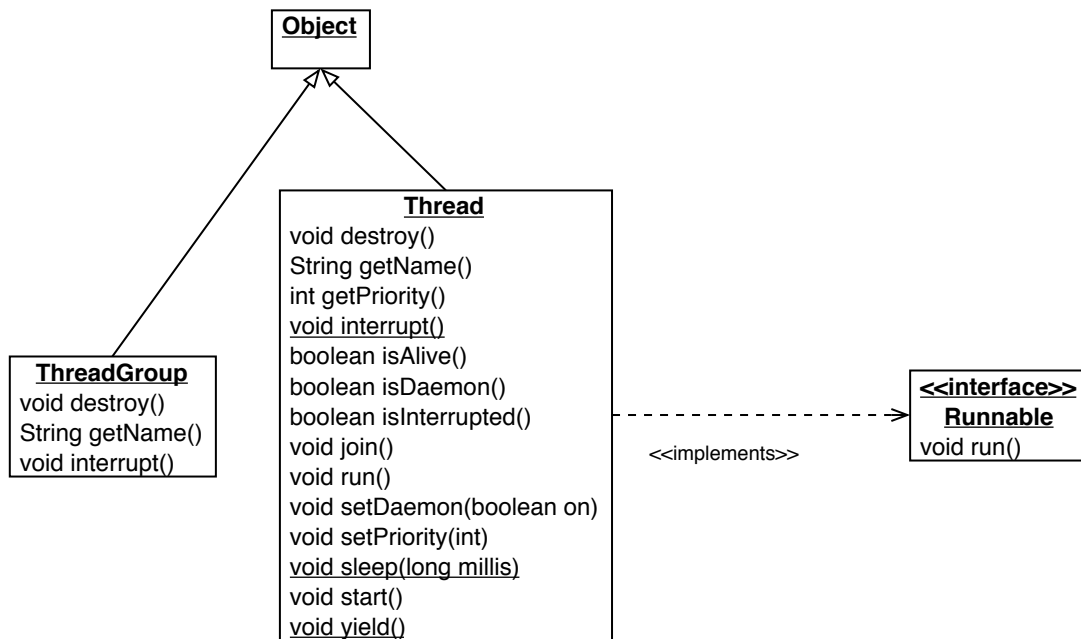 Object
Thread
void destroy()
String getName()
int getPriority()
void interrupt()
boolean isAlive()
boolean isDaemon()
boolean isInterrupted()
void join()
void run()
void setDaemon(boolean on)
void setPriority(int)
void sleep(long millis)
void start()
void yield()
ThreadGroup
void destroy()
String getName()
void interrupt()
<<implements>>
<<interface>>
Runnable
void run()